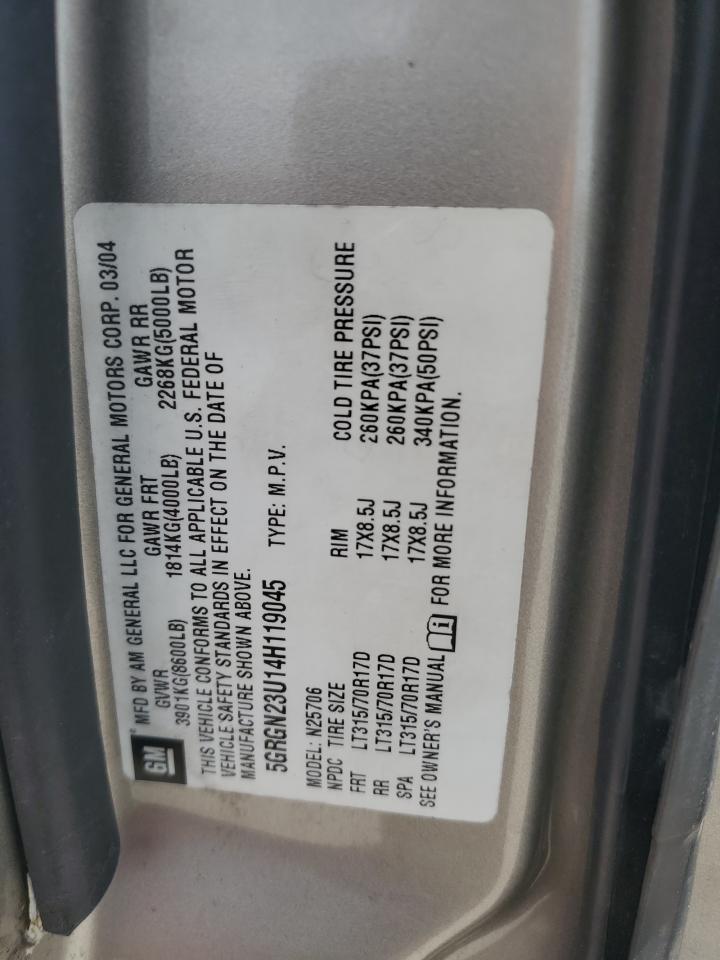 GM ® MFD BY AM GENERAL LLC FOR GENERAL MOTORS CORP. 03/04
GVWR GAWR FRT GAWR RR
3901KG(8600LB) 1814KG(4000LB) 2268KG(5000LB)
THIS VEHICLE CONFORMS TO ALL APPLICABLE U.S. FEDERAL MOTOR
VEHICLE SAFETY STANDARDS IN EFFECT ON THE DATE OF
MANUFACTURE SHOWN ABOVE.
5GRGN23U14H119045 TYPE: M.P.V.
MODEL: N25706
NPDC TIRE SIZE RIM COLD TIRE PRESSURE
FRT LT315/70R17D 17X8.5J 260KPA(37PSI)
RR LT315/70R17D 17X8.5J 260KPA(37PSI)
SPA LT315/70R17D 17X8.5J 340KPA(50PSI)
SEE OWNER'S MANUAL FOR MORE INFORMATION.